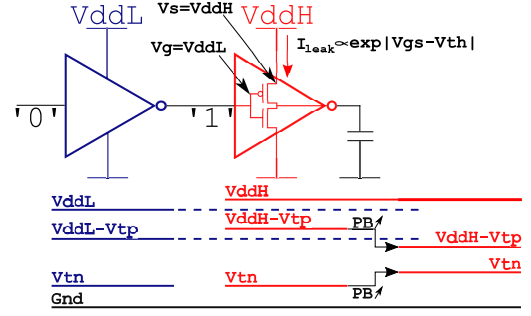 VddL Vs=VddH VddH
Vg=VddL I_leak∝exp|Vgs-Vth|
'0' '1'
VddL VddH
VddL-Vtp VddH-Vtp PB VddH-Vtp
Vtn Vtn PB Vtn
Gnd